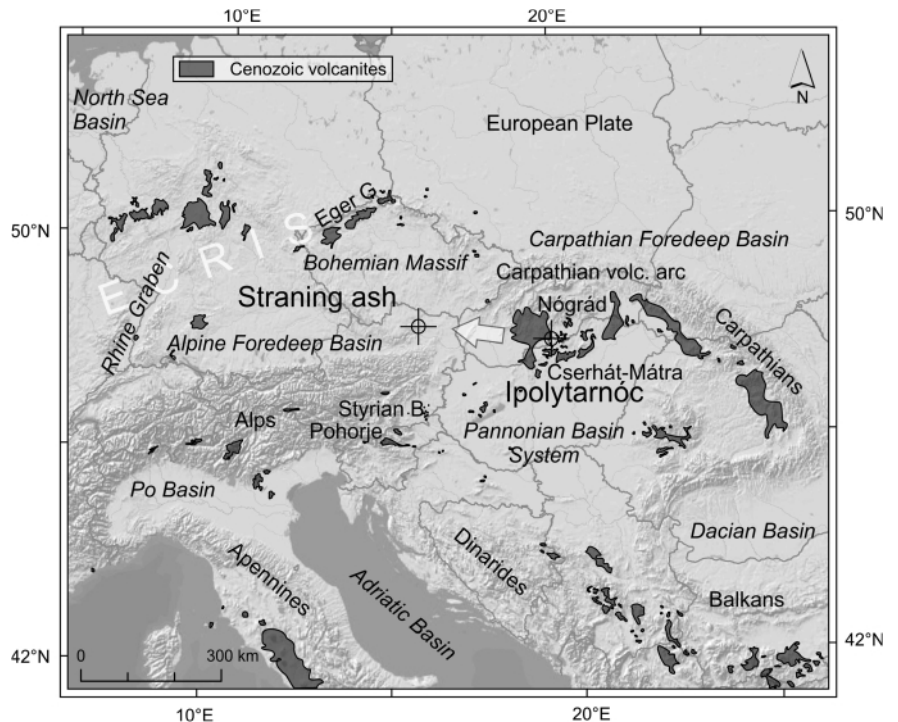 10°E
20°E
Cenozoic volcanites
North Sea
Basin
N
European Plate
Eger G.
50°N
50°N
ECRIS
Carpathian Foredeep Basin
Bohemian Massif
Carpathian volc. arc
Straning ash
Nógrád
Rhine Graben
Alpine Foredeep Basin
Carpathians
Cserhát-Mátra
Ipolytarnóc
Styrian B.
Alps
Pohorje
Pannonian Basin
System
Po Basin
Dacian Basin
Dinarides
Apennines
Adriatic Basin
Balkans
42°N
42°N
0
300 km
10°E
20°E